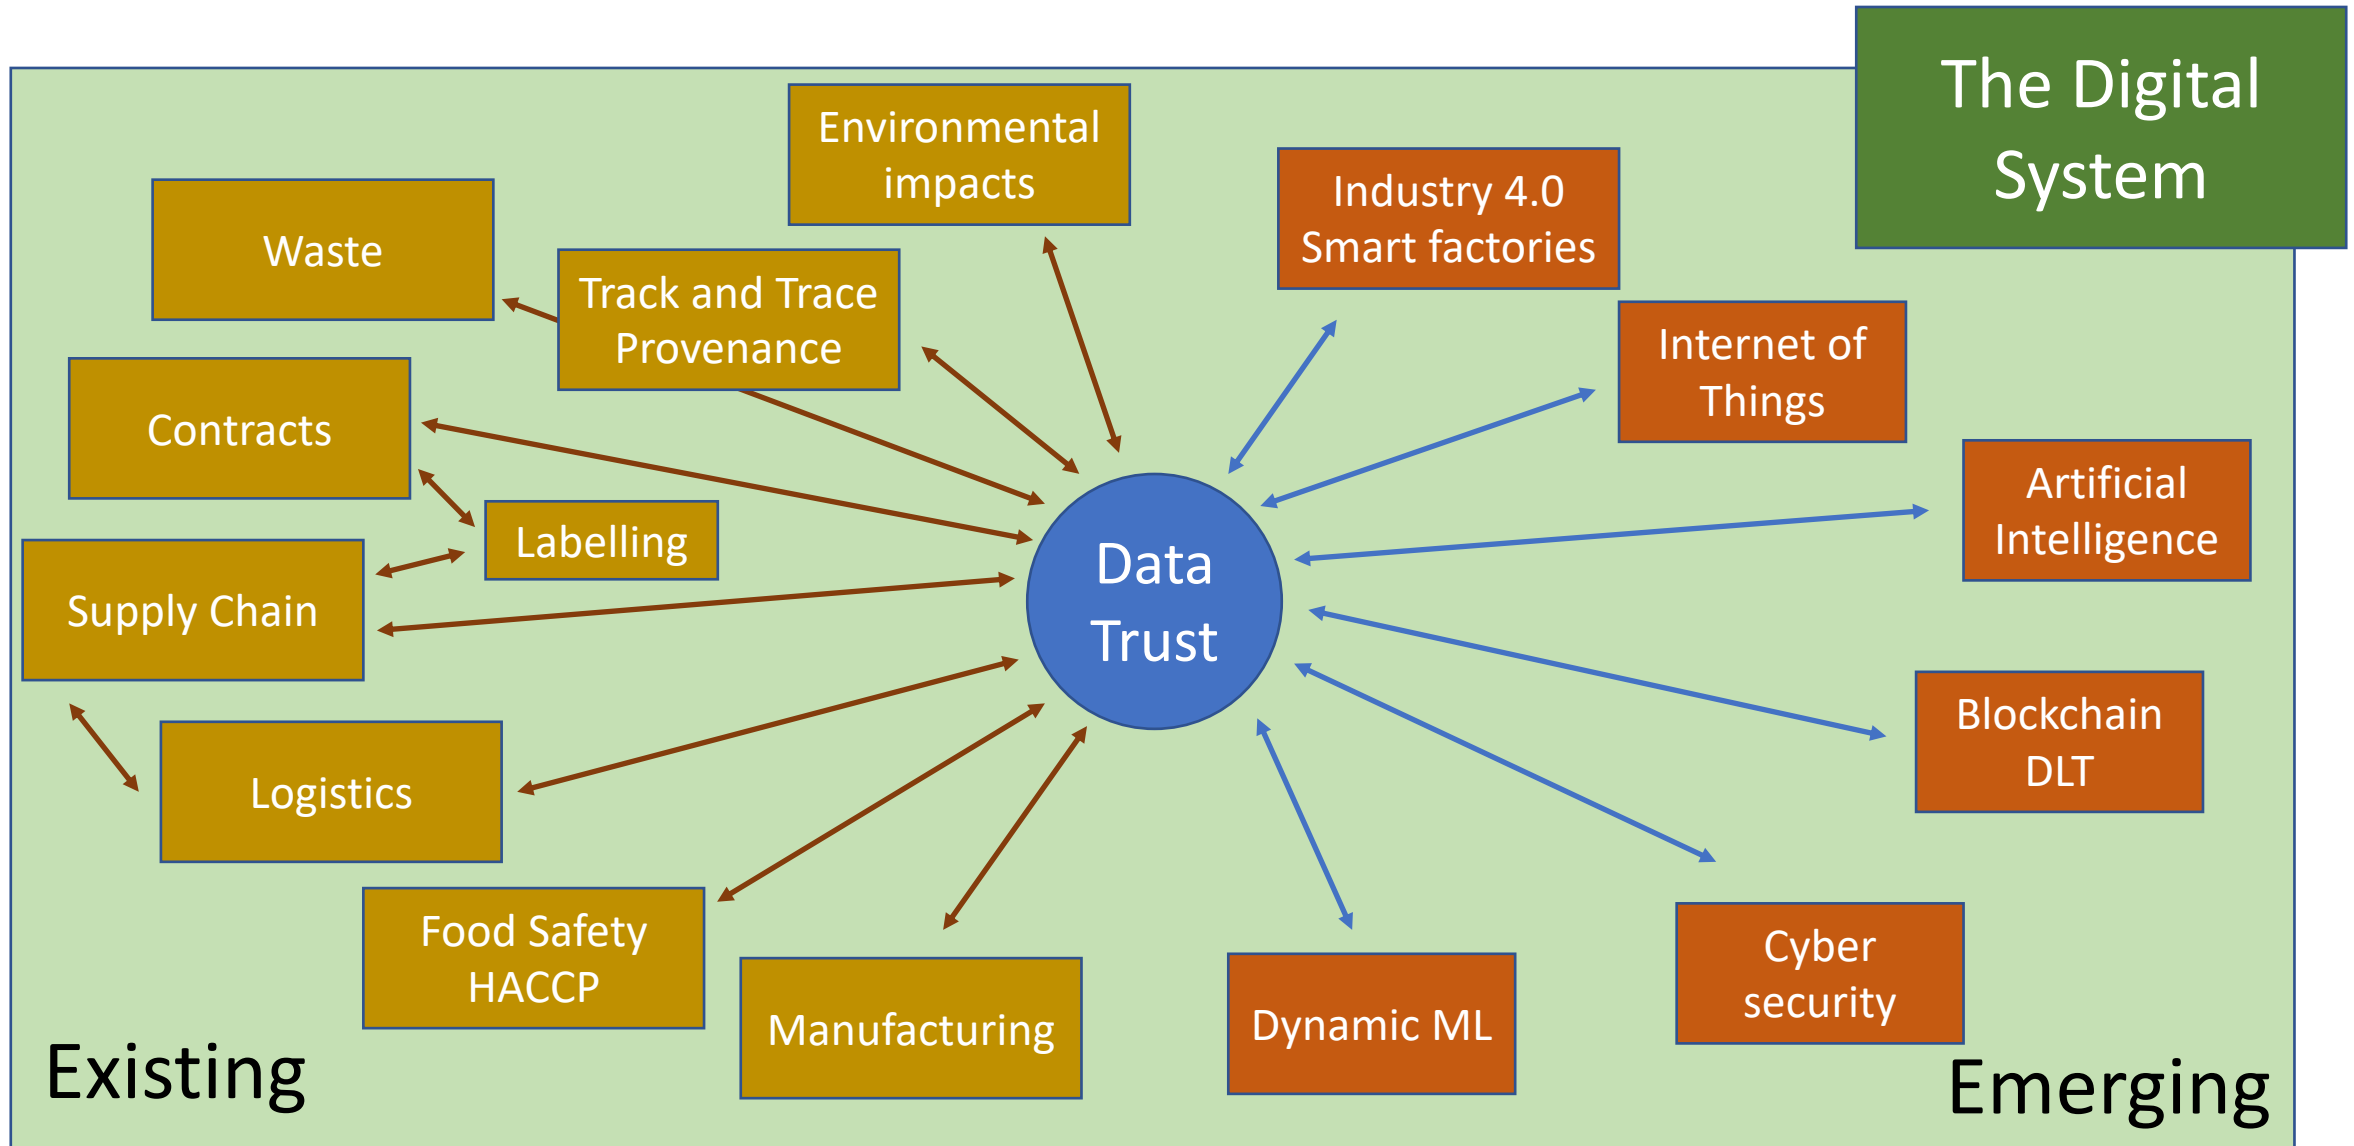 The Digital
System
Environmental
impacts
Industry 4.0
Smart factories
Waste
Track and Trace
Provenance
Internet of
Things
Contracts
Artificial
Intelligence
Labelling
Data
Trust
Supply Chain
Blockchain
DLT
Logistics
Food Safety
HACCP
Cyber
security
Manufacturing
Dynamic ML
Existing
Emerging